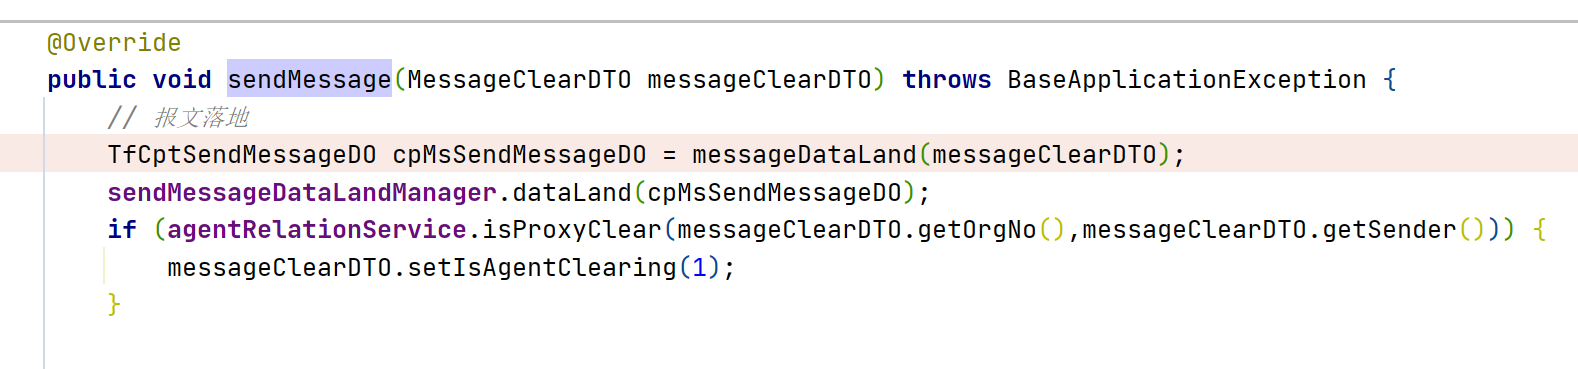 @Override
public void sendMessage(MessageClearDTO messageClearDTO) throws BaseApplicationException {
// 报文落地
TfCptSendMessageDO cpMsSendMessageDO = messageDataLand(messageClearDTO);
sendMessageDataLandManager.dataLand(cpMsSendMessageDO);
if (agentRelationService.isProxyClear(messageClearDTO.getOrgNo(),messageClearDTO.getSender())) {
messageClearDTO.setIsAgentClearing(1);
}